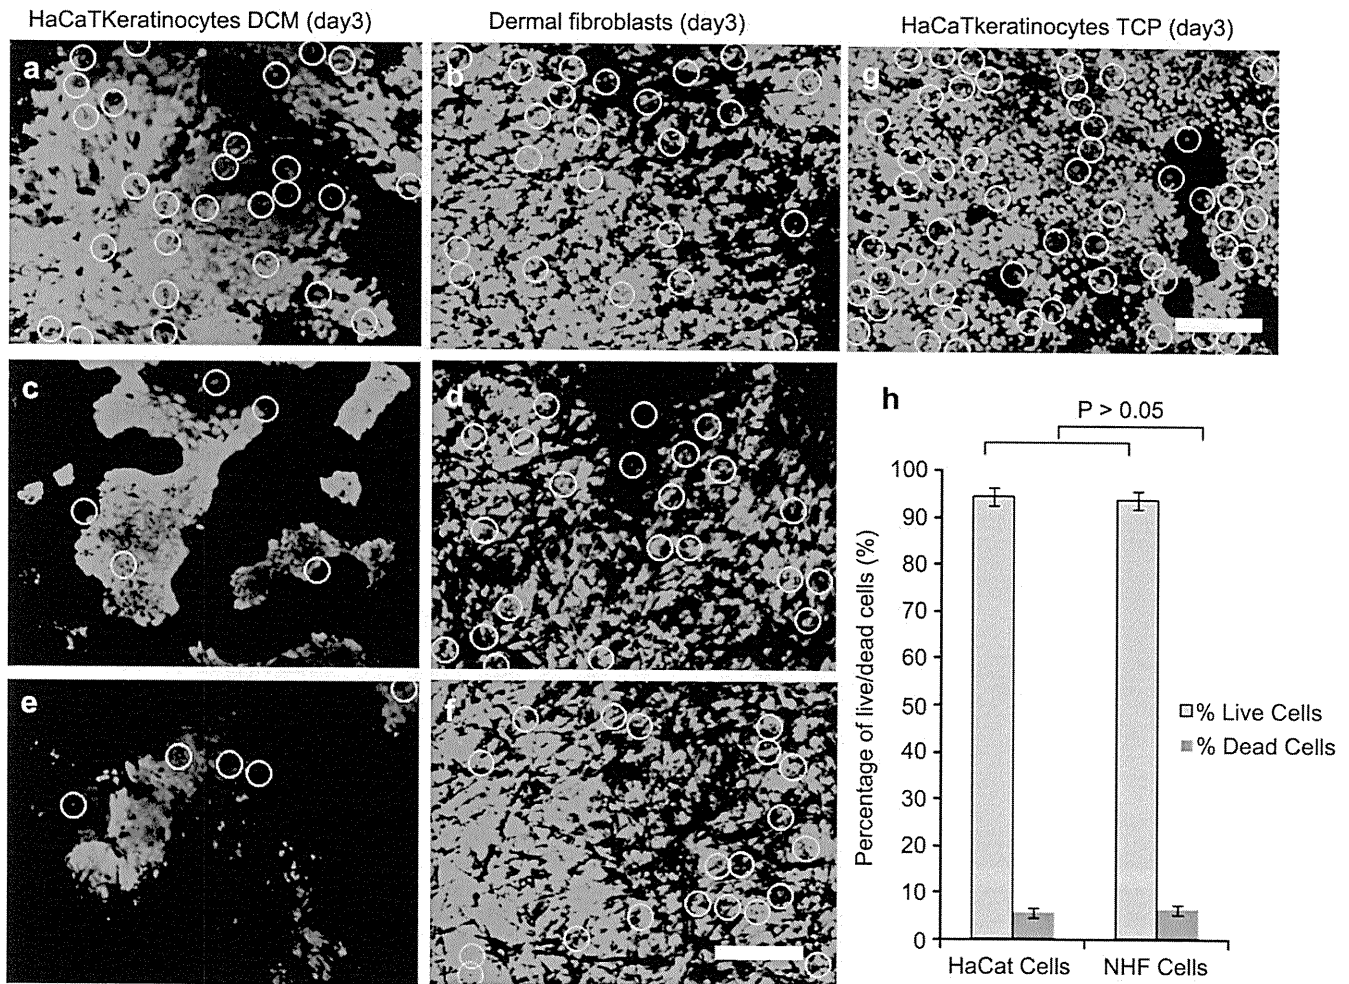 HaCaTKeratinocytes DCM (day3)
Dermal fibroblasts (day3)
HaCaTkeratinocytes TCP (day3)
a
b
g
c
d
e
f
h
P > 0.05
Percentage of live/dead cells (%)
100
90
80
70
60
50
40
30
20
10
0
HaCat Cells
NHF Cells
% Live Cells
% Dead Cells